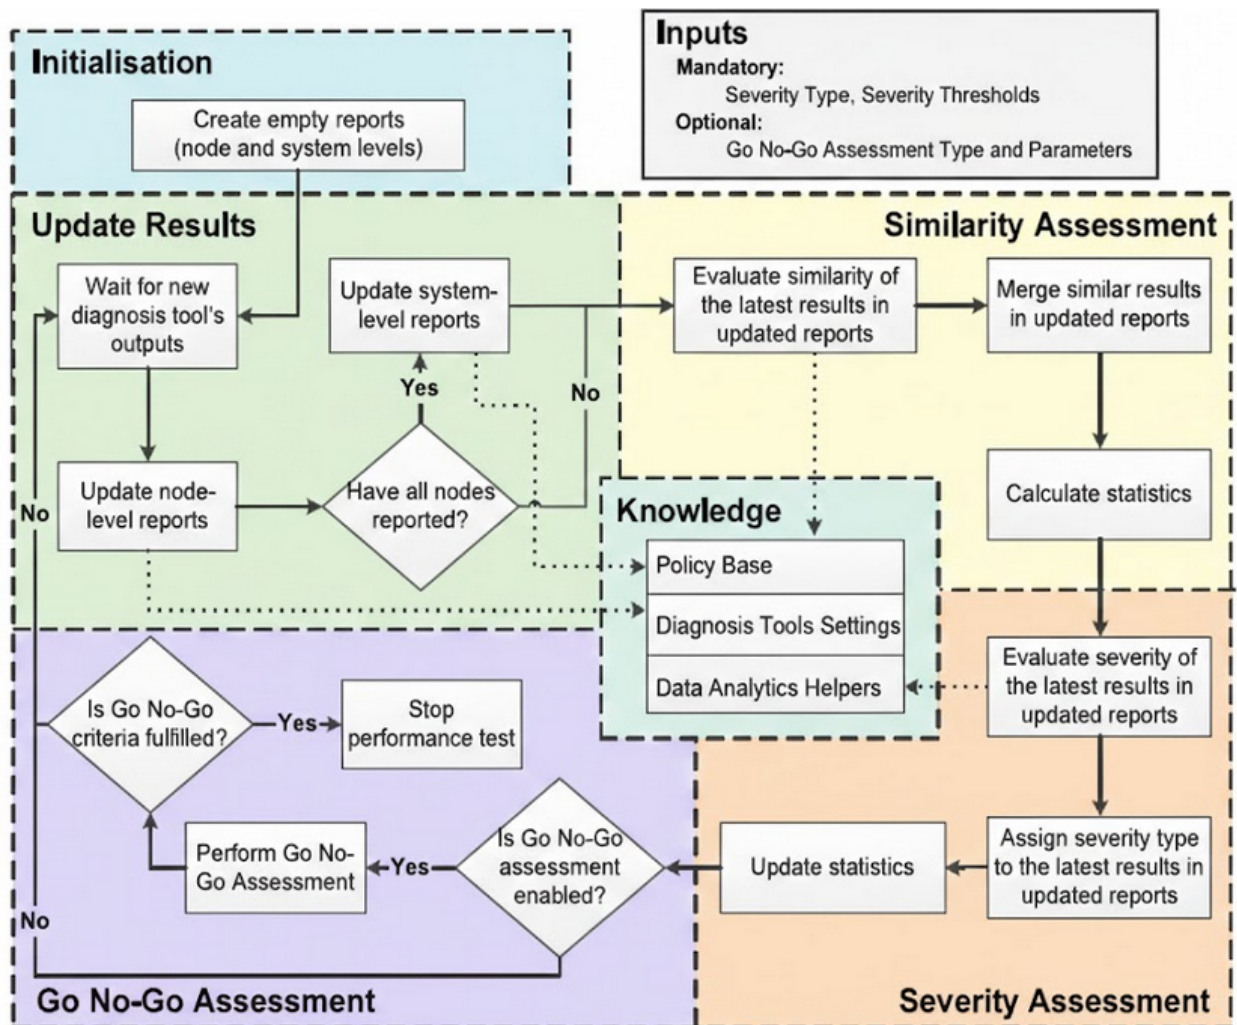 Inputs
Mandatory:
Severity Type, Severity Thresholds
Optional:
Go No-Go Assessment Type and Parameters
Initialisation
Create empty reports
(node and system levels)
Update Results
Wait for new
diagnosis tool's
outputs
Update system-
level reports
Yes
No
Update node-
level reports
Have all nodes
reported?
Similarity Assessment
Evaluate similarity of
the latest results in
updated reports
Merge similar results
in updated reports
Calculate statistics
Knowledge
Policy Base
Diagnosis Tools Settings
Data Analytics Helpers
Evaluate severity of
the latest results in
updated reports
Assign severity type
to the latest results in
updated reports
Update statistics
Severity Assessment
Is Go No-Go
assessment
enabled?
Yes
Perform Go No-
Go Assessment
Is Go No-Go
criteria fulfilled?
Yes
Stop
performance test
No
No
Go No-Go Assessment